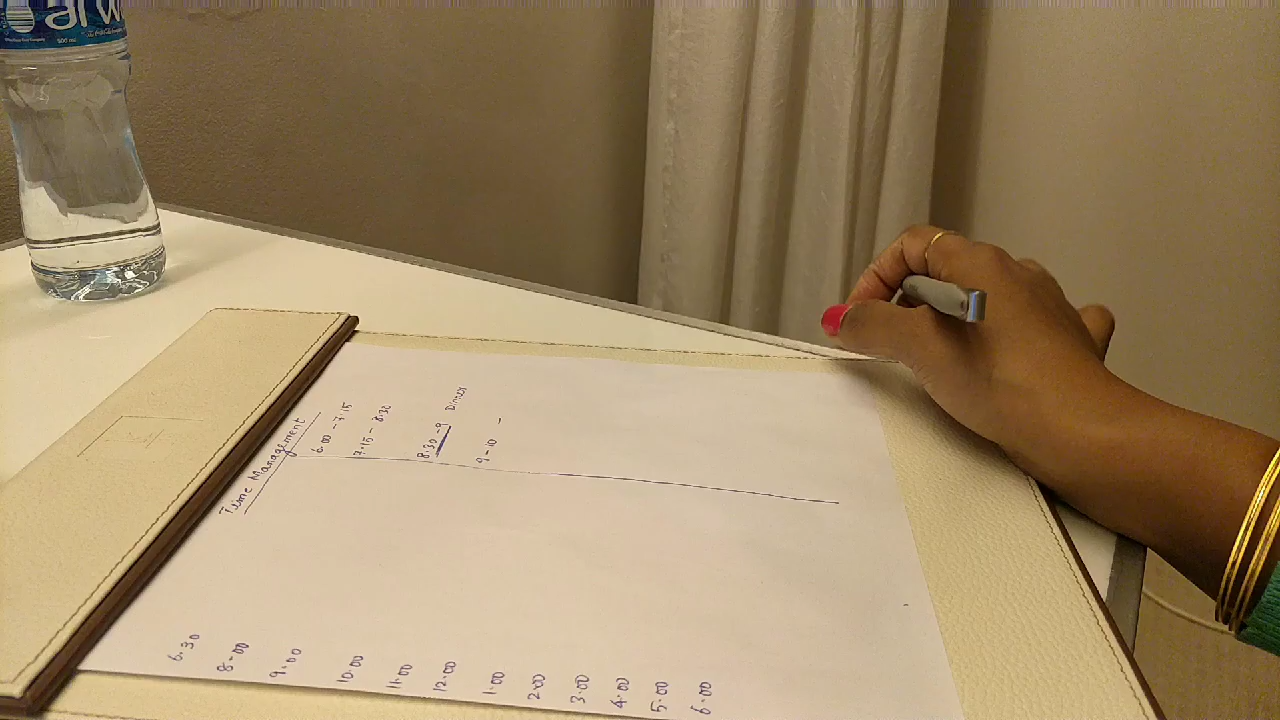 Time Management
6.30
8-00
9.00
10.00
11.00
12.00
1.00
2.00
3.00
4.00
5.00
6.00
6.00 - 7.15
7.15 - 8.30
8.30 - 9 Dinner
9 - 10 -
500 ml